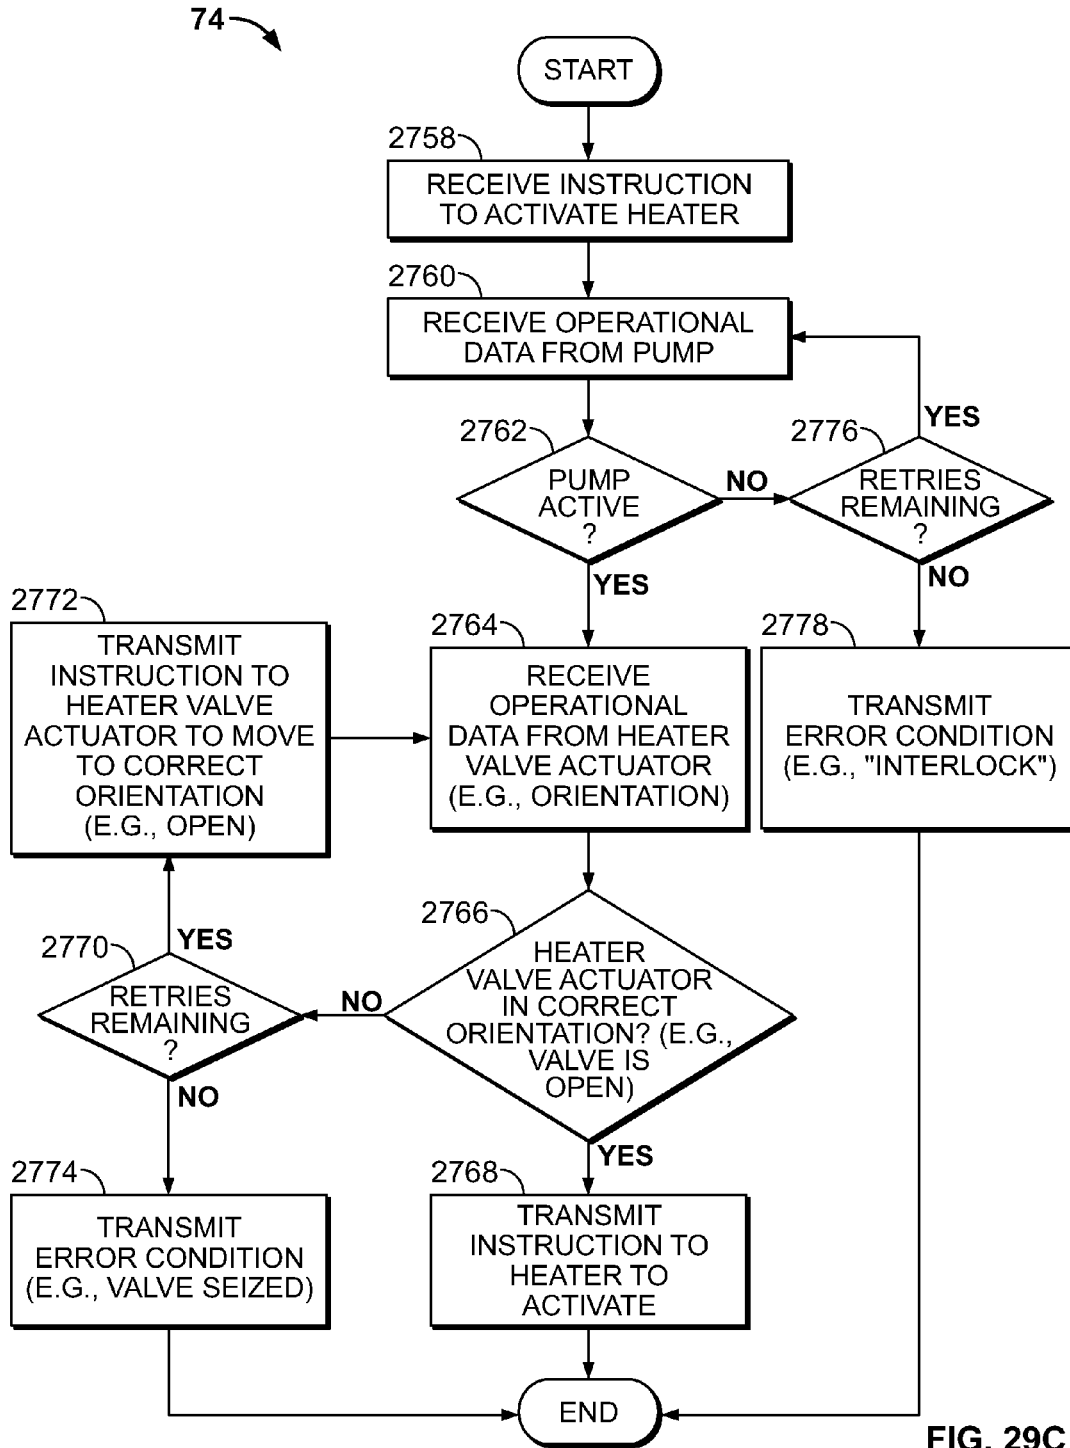 74
START
2758
RECEIVE INSTRUCTION
TO ACTIVATE HEATER
2760
RECEIVE OPERATIONAL
DATA FROM PUMP
2762
PUMP
ACTIVE
?
NO
YES
2776
RETRIES
REMAINING
?
YES
NO
2772
TRANSMIT
INSTRUCTION TO
HEATER VALVE
ACTUATOR TO MOVE
TO CORRECT
ORIENTATION
(E.G., OPEN)
2764
RECEIVE
OPERATIONAL
DATA FROM HEATER
VALVE ACTUATOR
(E.G., ORIENTATION)
2778
TRANSMIT
ERROR CONDITION
(E.G., "INTERLOCK")
2770
YES
RETRIES
REMAINING
?
NO
2766
HEATER
VALVE ACTUATOR
IN CORRECT
ORIENTATION? (E.G.,
VALVE IS
OPEN)
NO
YES
2774
TRANSMIT
ERROR CONDITION
(E.G., VALVE SEIZED)
2768
TRANSMIT
INSTRUCTION TO
HEATER TO
ACTIVATE
END
FIG. 29C